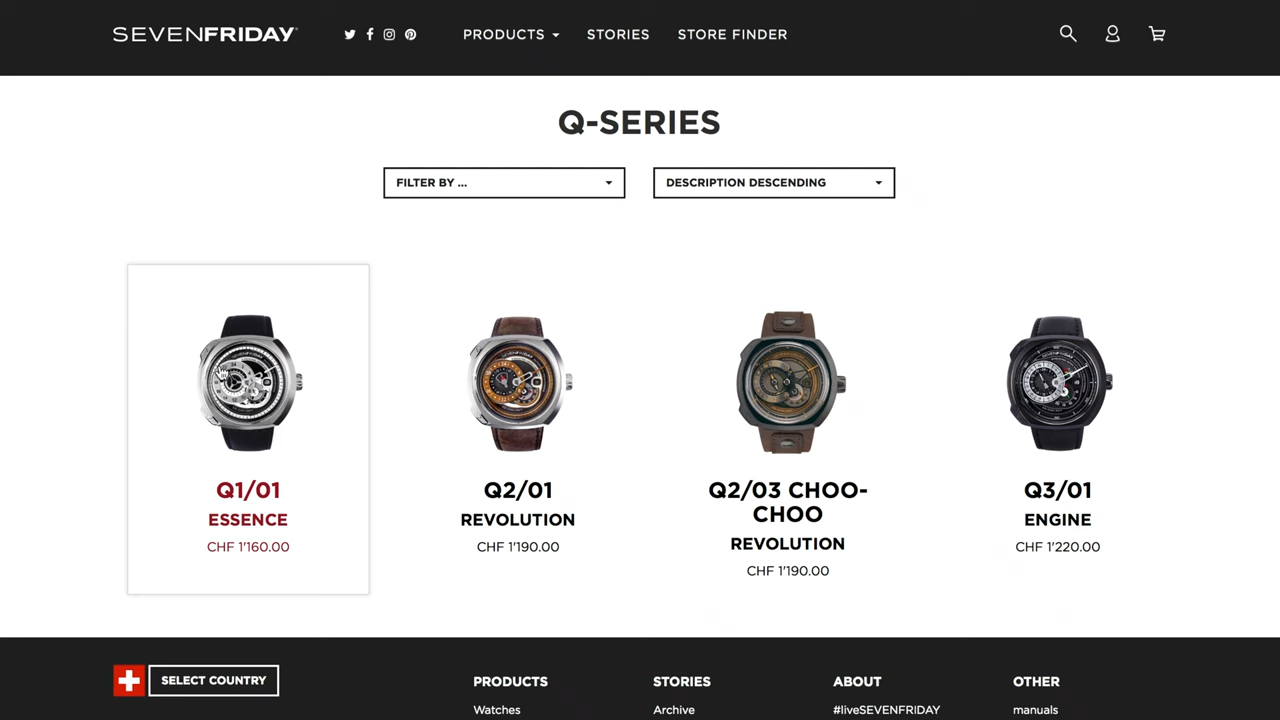 SEVENFRIDAY
PRODUCTS
STORIES
STORE FINDER
Q-SERIES
FILTER BY ...
DESCRIPTION DESCENDING
Q1/01
ESSENCE
CHF 1'160.00
Q2/01
REVOLUTION
CHF 1'190.00
Q2/03 CHOO-
CHOO
REVOLUTION
CHF 1'190.00
Q3/01
ENGINE
CHF 1'220.00
SELECT COUNTRY
PRODUCTS
Watches
STORIES
Archive
ABOUT
#liveSEVENFRIDAY
OTHER
manuals